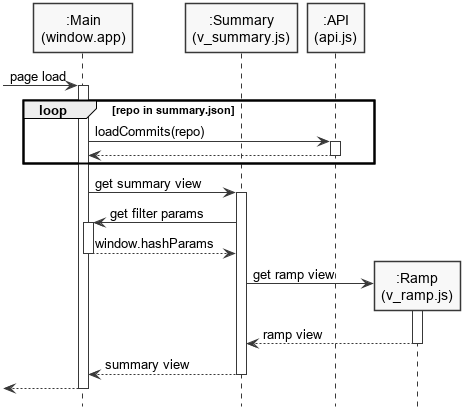 :Main
(window.app)
:Summary
(v_summary.js)
:API
(api.js)
page load
loop
[repo in summary.json]
loadCommits(repo)
get summary view
get filter params
window.hashParams
get ramp view
:Ramp
(v_ramp.js)
ramp view
summary view